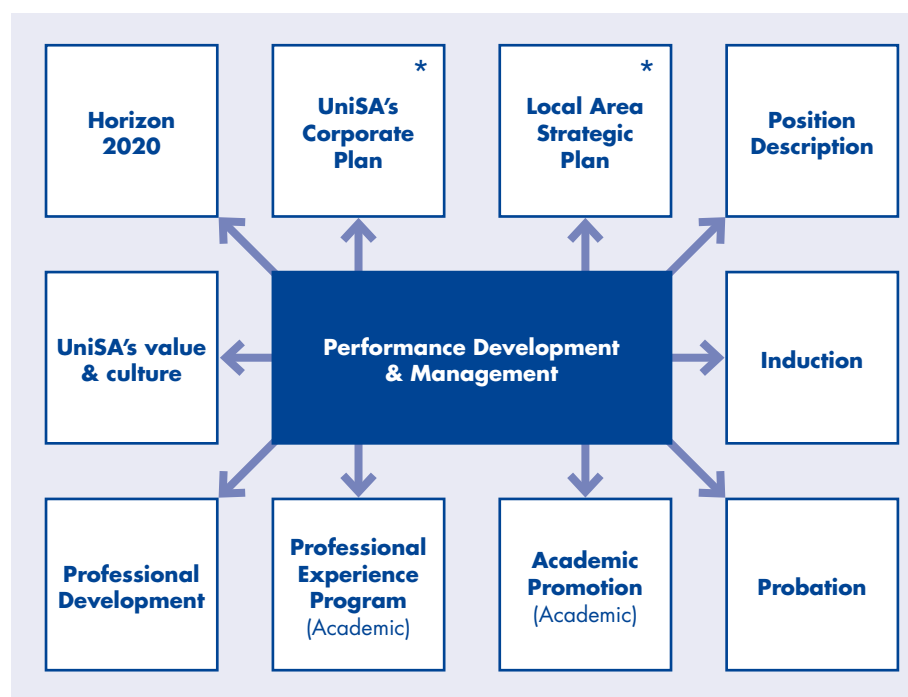 Horizon
2020
*
UniSA's
Corporate
Plan
*
Local Area
Strategic
Plan
Position
Description
UniSA's value
& culture
Performance Development
& Management
Induction
Professional
Development
Professional
Experience
Program
(Academic)
Academic
Promotion
(Academic)
Probation